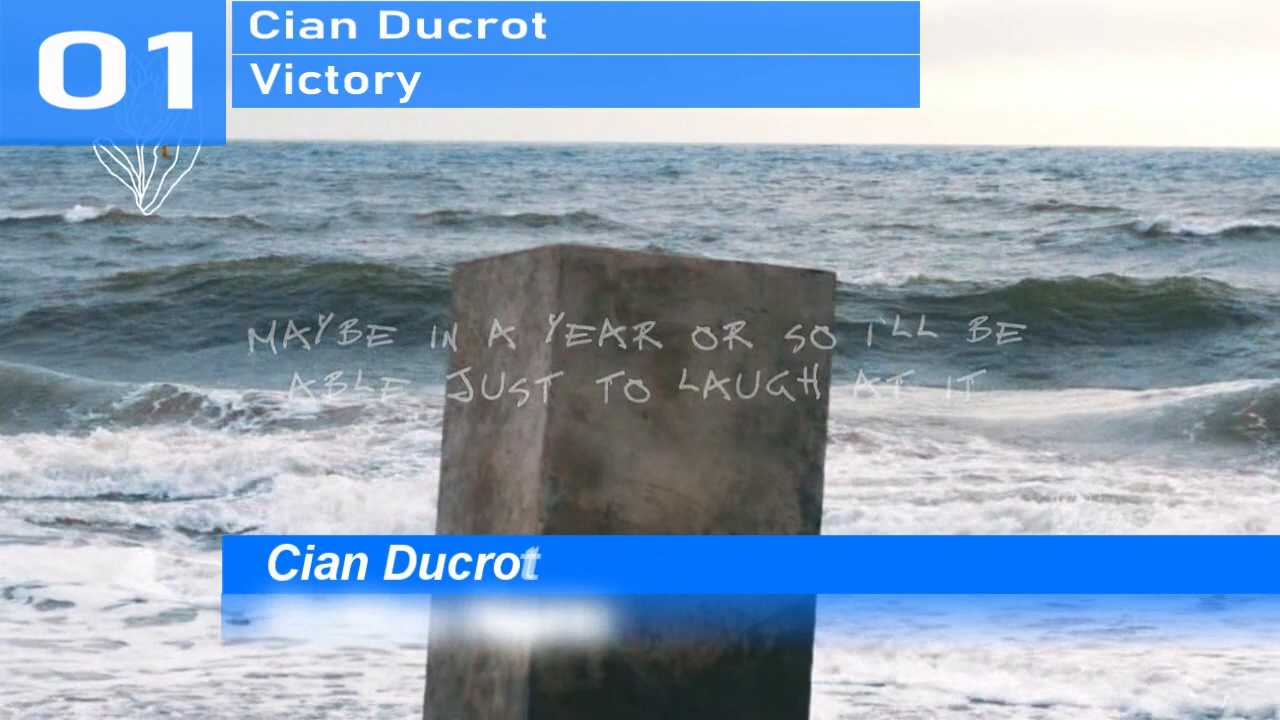 01
Cian Ducrot
Victory
MAYBE IN A YEAR OR SO I'LL BE
ABLE JUST TO LAUGH AT IT
Cian Ducrot